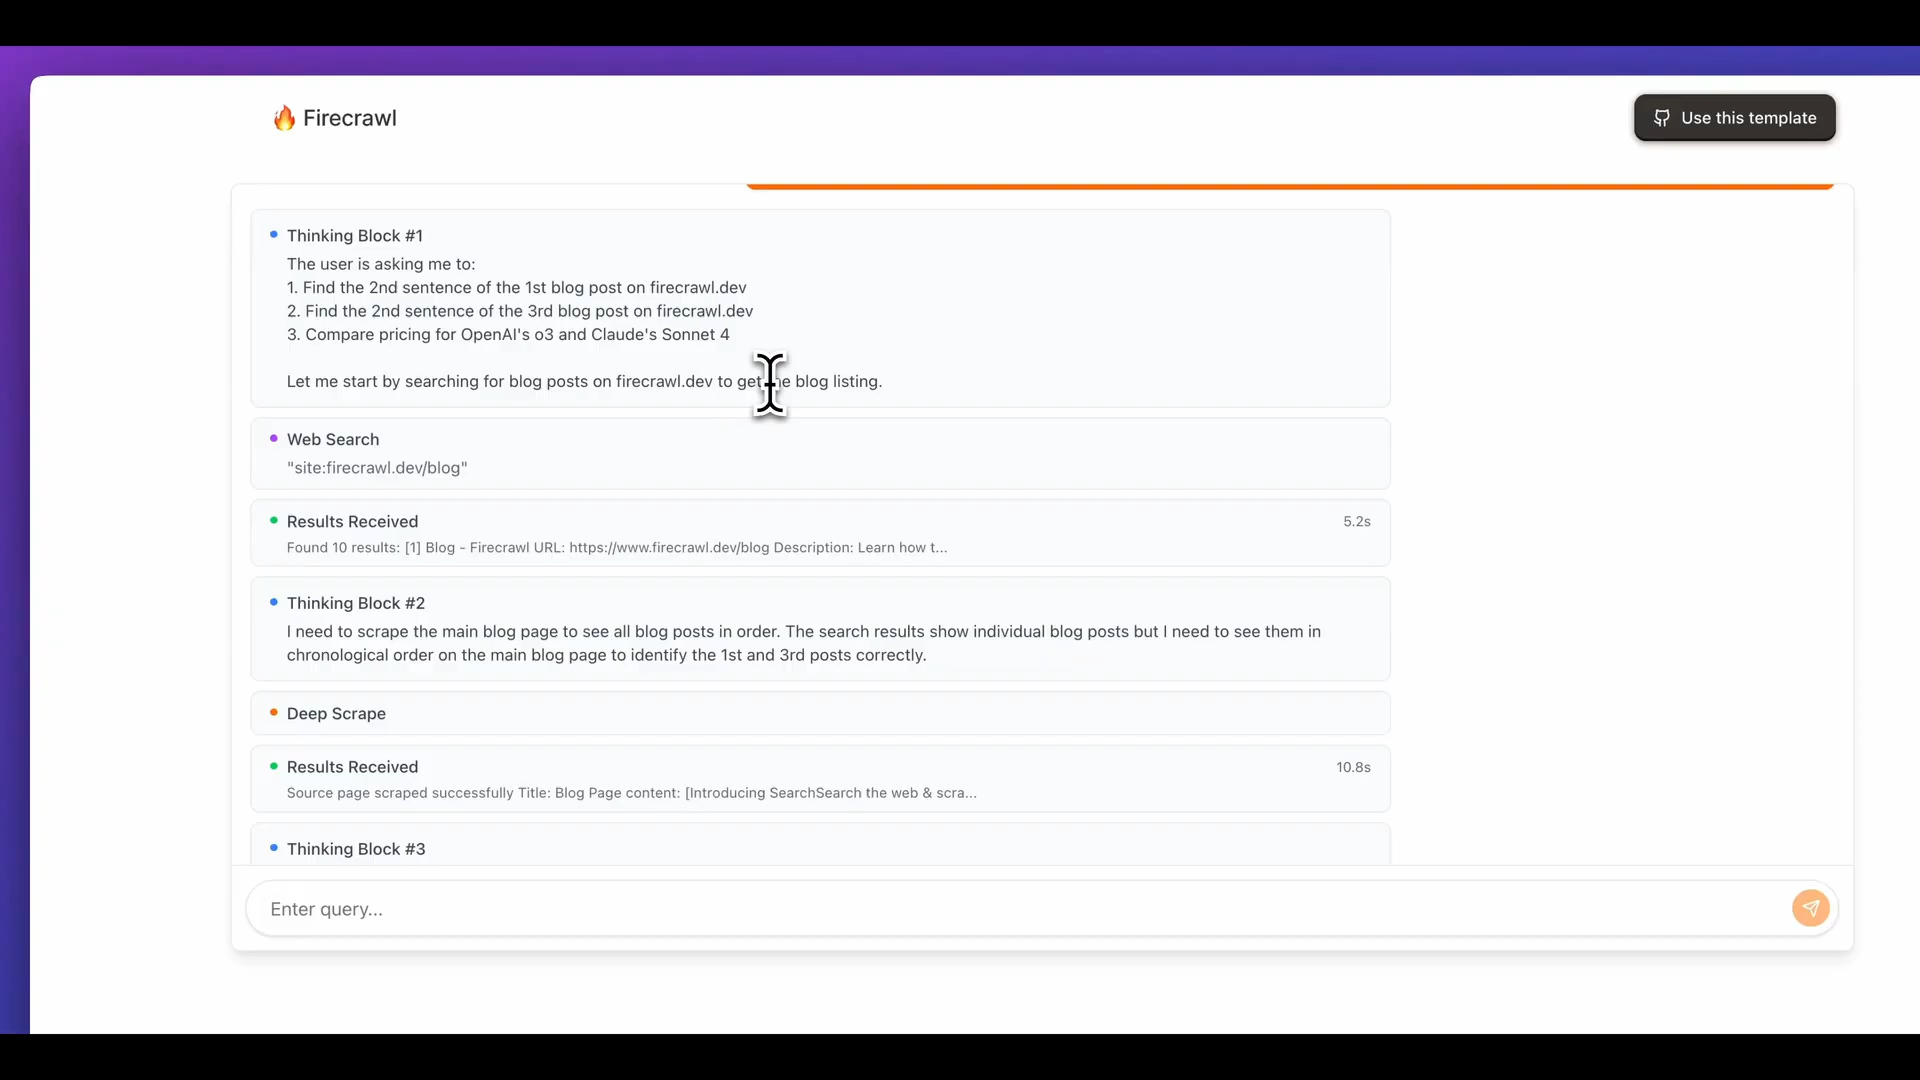 Firecrawl
Use this template
Thinking Block #1
The user is asking me to:
1. Find the 2nd sentence of the 1st blog post on firecrawl.dev
2. Find the 2nd sentence of the 3rd blog post on firecrawl.dev
3. Compare pricing for OpenAI's o3 and Claude's Sonnet 4
Let me start by searching for blog posts on firecrawl.dev to get blog listing.
Web Search
"site:firecrawl.dev/blog"
Results Received
5.2s
Found 10 results: [1] Blog - Firecrawl URL: https://www.firecrawl.dev/blog Description: Learn how t...
Thinking Block #2
I need to scrape the main blog page to see all blog posts in order. The search results show individual blog posts but I need to see them in
chronological order on the main blog page to identify the 1st and 3rd posts correctly.
Deep Scrape
Results Received
10.8s
Source page scraped successfully Title: Blog Page content: [Introducing SearchSearch the web & scra...
Thinking Block #3
Enter query...